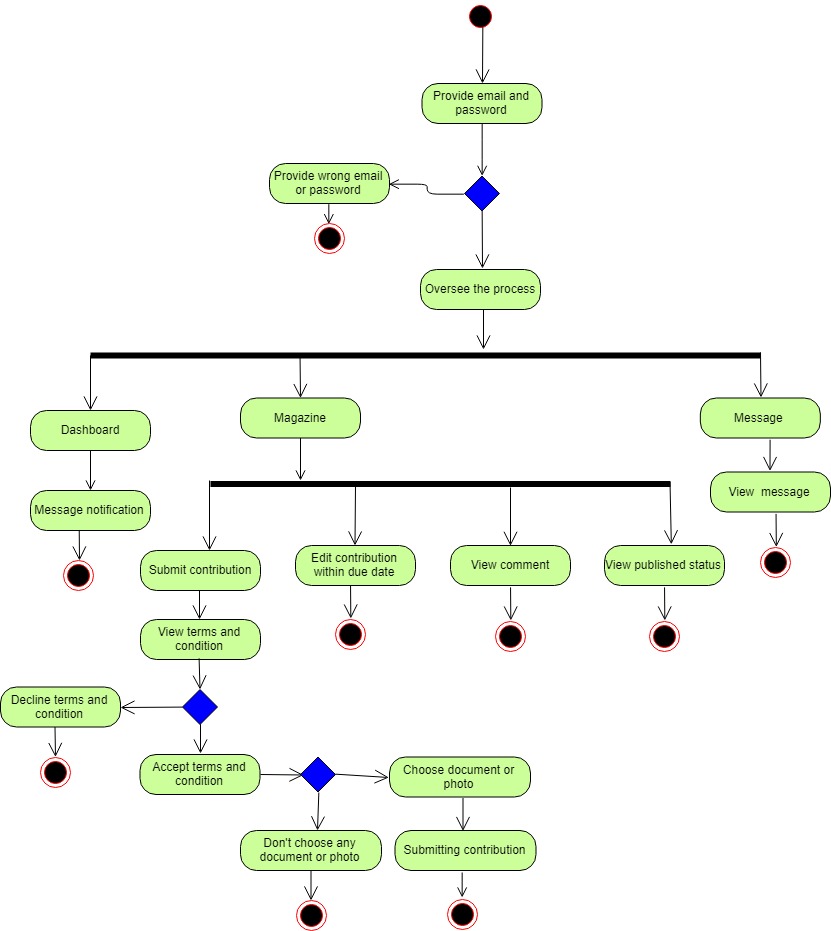 Provide email and
password
Provide wrong email
or password
Oversee the process
Dashboard
Magazine
Message
Message notification
View  message
Submit contribution
Edit contribution
within due date
View comment
View published status
View terms and
condition
Decline terms and
condition
Accept terms and
condition
Choose document or
photo
Don't choose any
document or photo
Submitting contribution